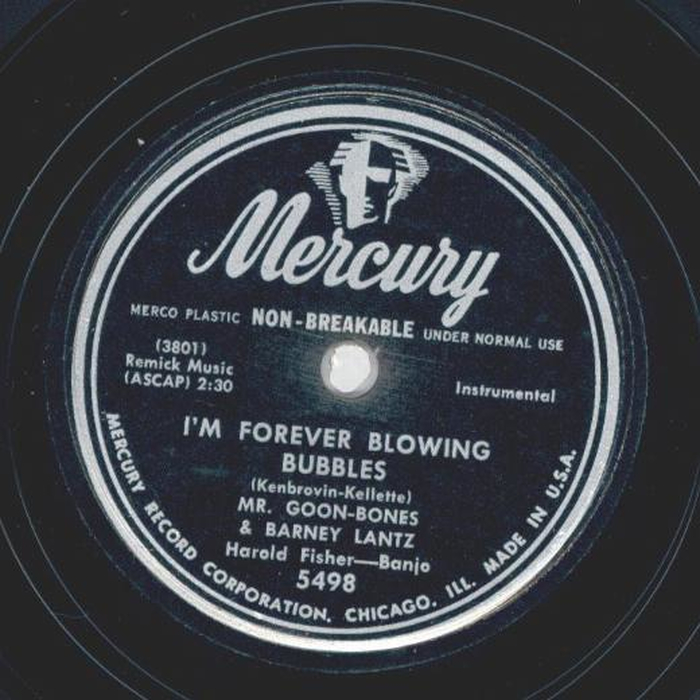 Mercury
MERCO PLASTIC NON-BREAKABLE UNDER NORMAL USE
(3801)
Remick Music
(ASCAP) 2:30
Instrumental
I'M FOREVER BLOWING
BUBBLES
(Kenbrovin-Kellette)
MR. GOON-BONES
& BARNEY LANTZ
Harold Fisher—Banjo
5498
MERCURY RECORD CORPORATION, CHICAGO, ILL. MADE IN U.S.A.